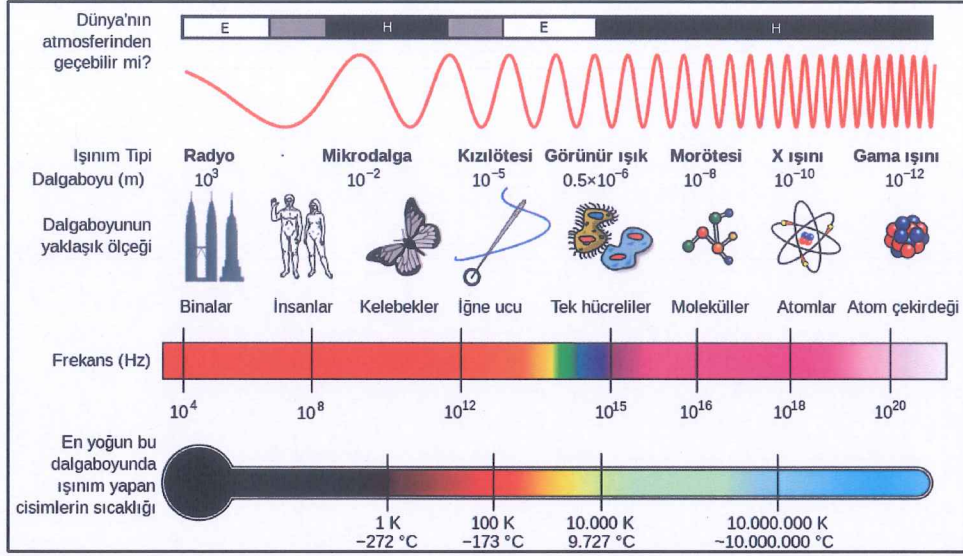 Dünya'nın
atmosferinden
geçebilir mi?
E H E H
Işınım Tipi Radyo Mikrodalga Kızılötesi Görünür ışık Morötesi X ışını Gama ışını
Dalgaboyu (m) 10³ 10⁻² 10⁻⁵ 0.5×10⁻⁶ 10⁻⁸ 10⁻¹⁰ 10⁻¹²
Dalgaboyunun
yaklaşık ölçeği
Binalar İnsanlar Kelebekler İğne ucu Tek hücreliler Moleküller Atomlar Atom çekirdeği
Frekans (Hz)
10⁴ 10⁸ 10¹² 10¹⁵ 10¹⁶ 10¹⁸ 10²⁰
En yoğun bu
dalgaboyunda
ışınım yapan
cisimlerin sıcaklığı
1 K 100 K 10.000 K 10.000.000 K
−272 °C −173 °C 9.727 °C ~10.000.000 °C